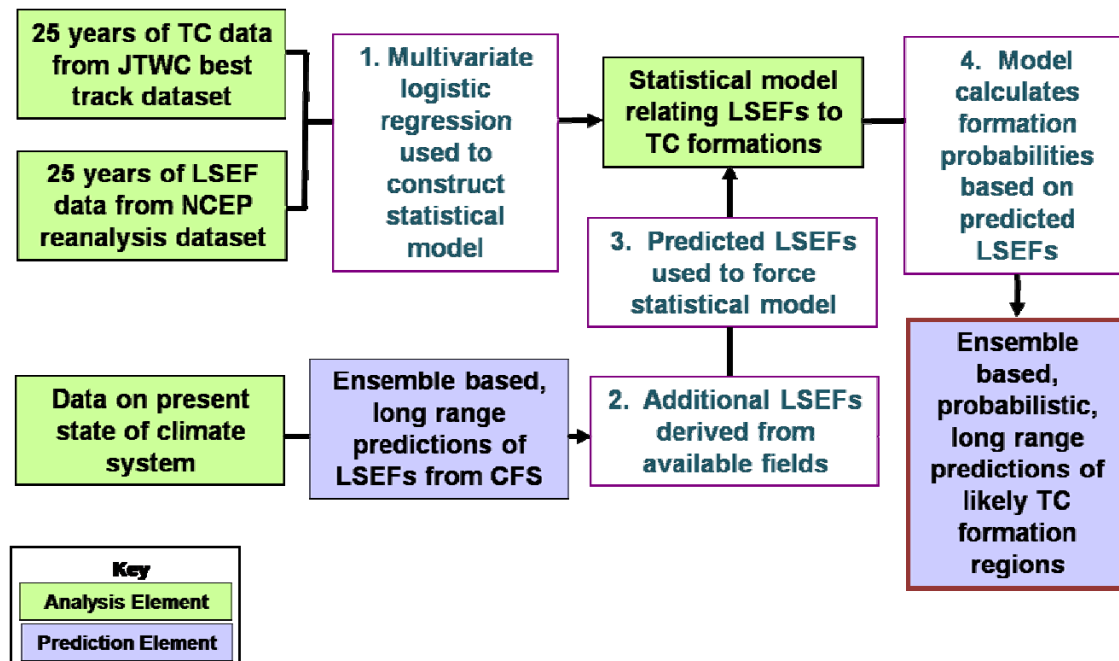 25 years of TC data
from JTWC best
track dataset
25 years of LSEF
data from NCEP
reanalysis dataset
1. Multivariate
logistic
regression
used to
construct
statistical
model
Statistical model
relating LSEFs to
TC formations
4. Model
calculates
formation
probabilities
based on
predicted
LSEFs
3. Predicted LSEFs
used to force
statistical model
Data on present
state of climate
system
Ensemble based,
long range
predictions of
LSEFs from CFS
2. Additional LSEFs
derived from
available fields
Ensemble
based,
probabilistic,
long range
predictions of
likely TC
formation
regions
Key
Analysis Element
Prediction Element